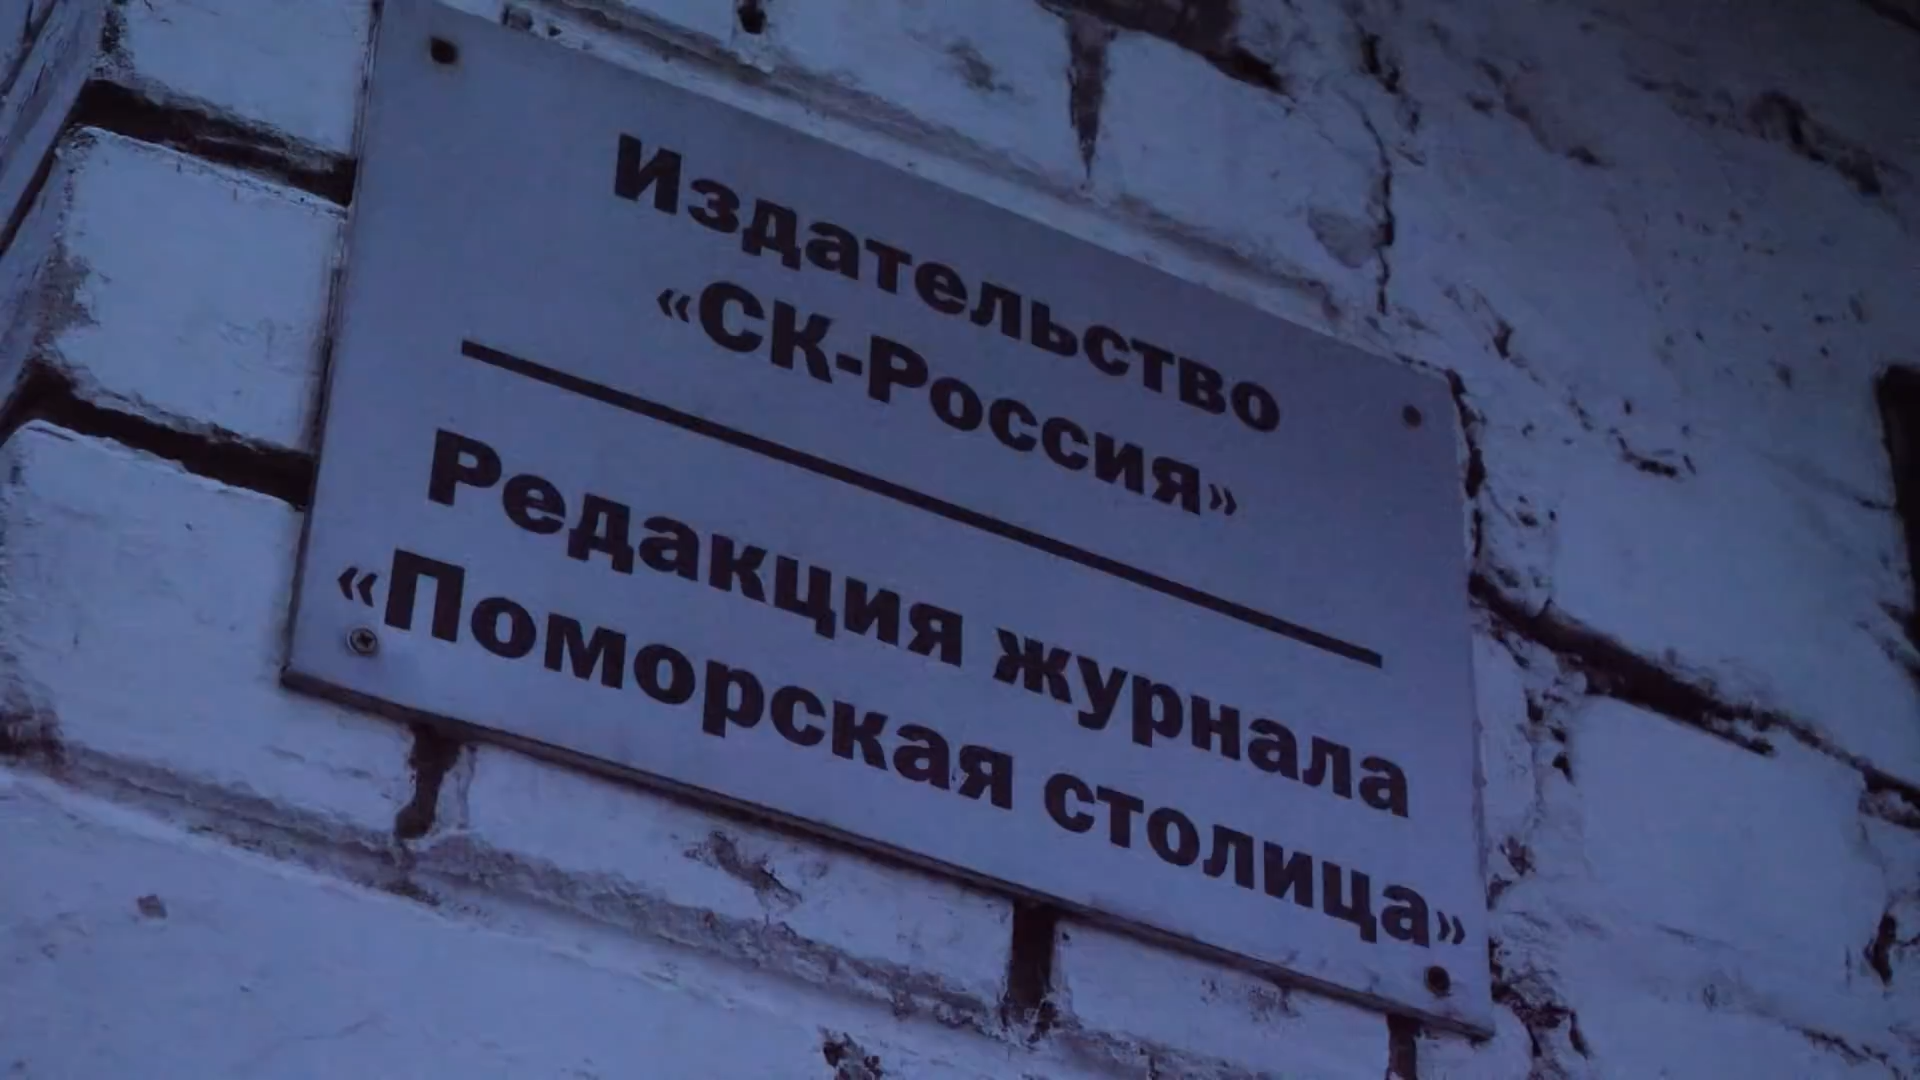 Издательство
«СК-Россия»
Редакция журнала
«Поморская столица»